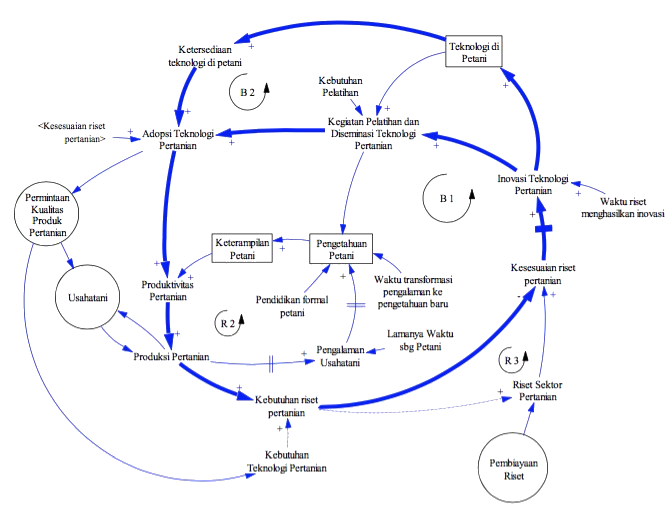 Ketersediaan
teknologi di petani
Teknologi di
Petani
B 2
Kebutuhan
Pelatihan
<Kesesuaian riset
pertanian>
Adopsi Teknologi
Pertanian
Kegiatan Pelatihan dan
Diseminasi Teknologi
Pertanian
Inovasi Teknologi
Pertanian
B 1
Waktu riset
menghasilkan inovasi
Permintaan
Kualitas
Produk
Pertanian
Keterampilan
Petani
Pengetahuan
Petani
Kesesuaian riset
pertanian
Waktu transformasi
pengalaman ke
pengetahuan baru
Produktivitas
Pertanian
Usahatani
Pendidikan formal
petani
R 2
Lamanya Waktu
sbg Petani
Produksi Pertanian
Pengalaman
Usahatani
R 3
Riset Sektor
Pertanian
Kebutuhan riset
pertanian
Kebutuhan
Teknologi Pertanian
Pembiayaan
Riset